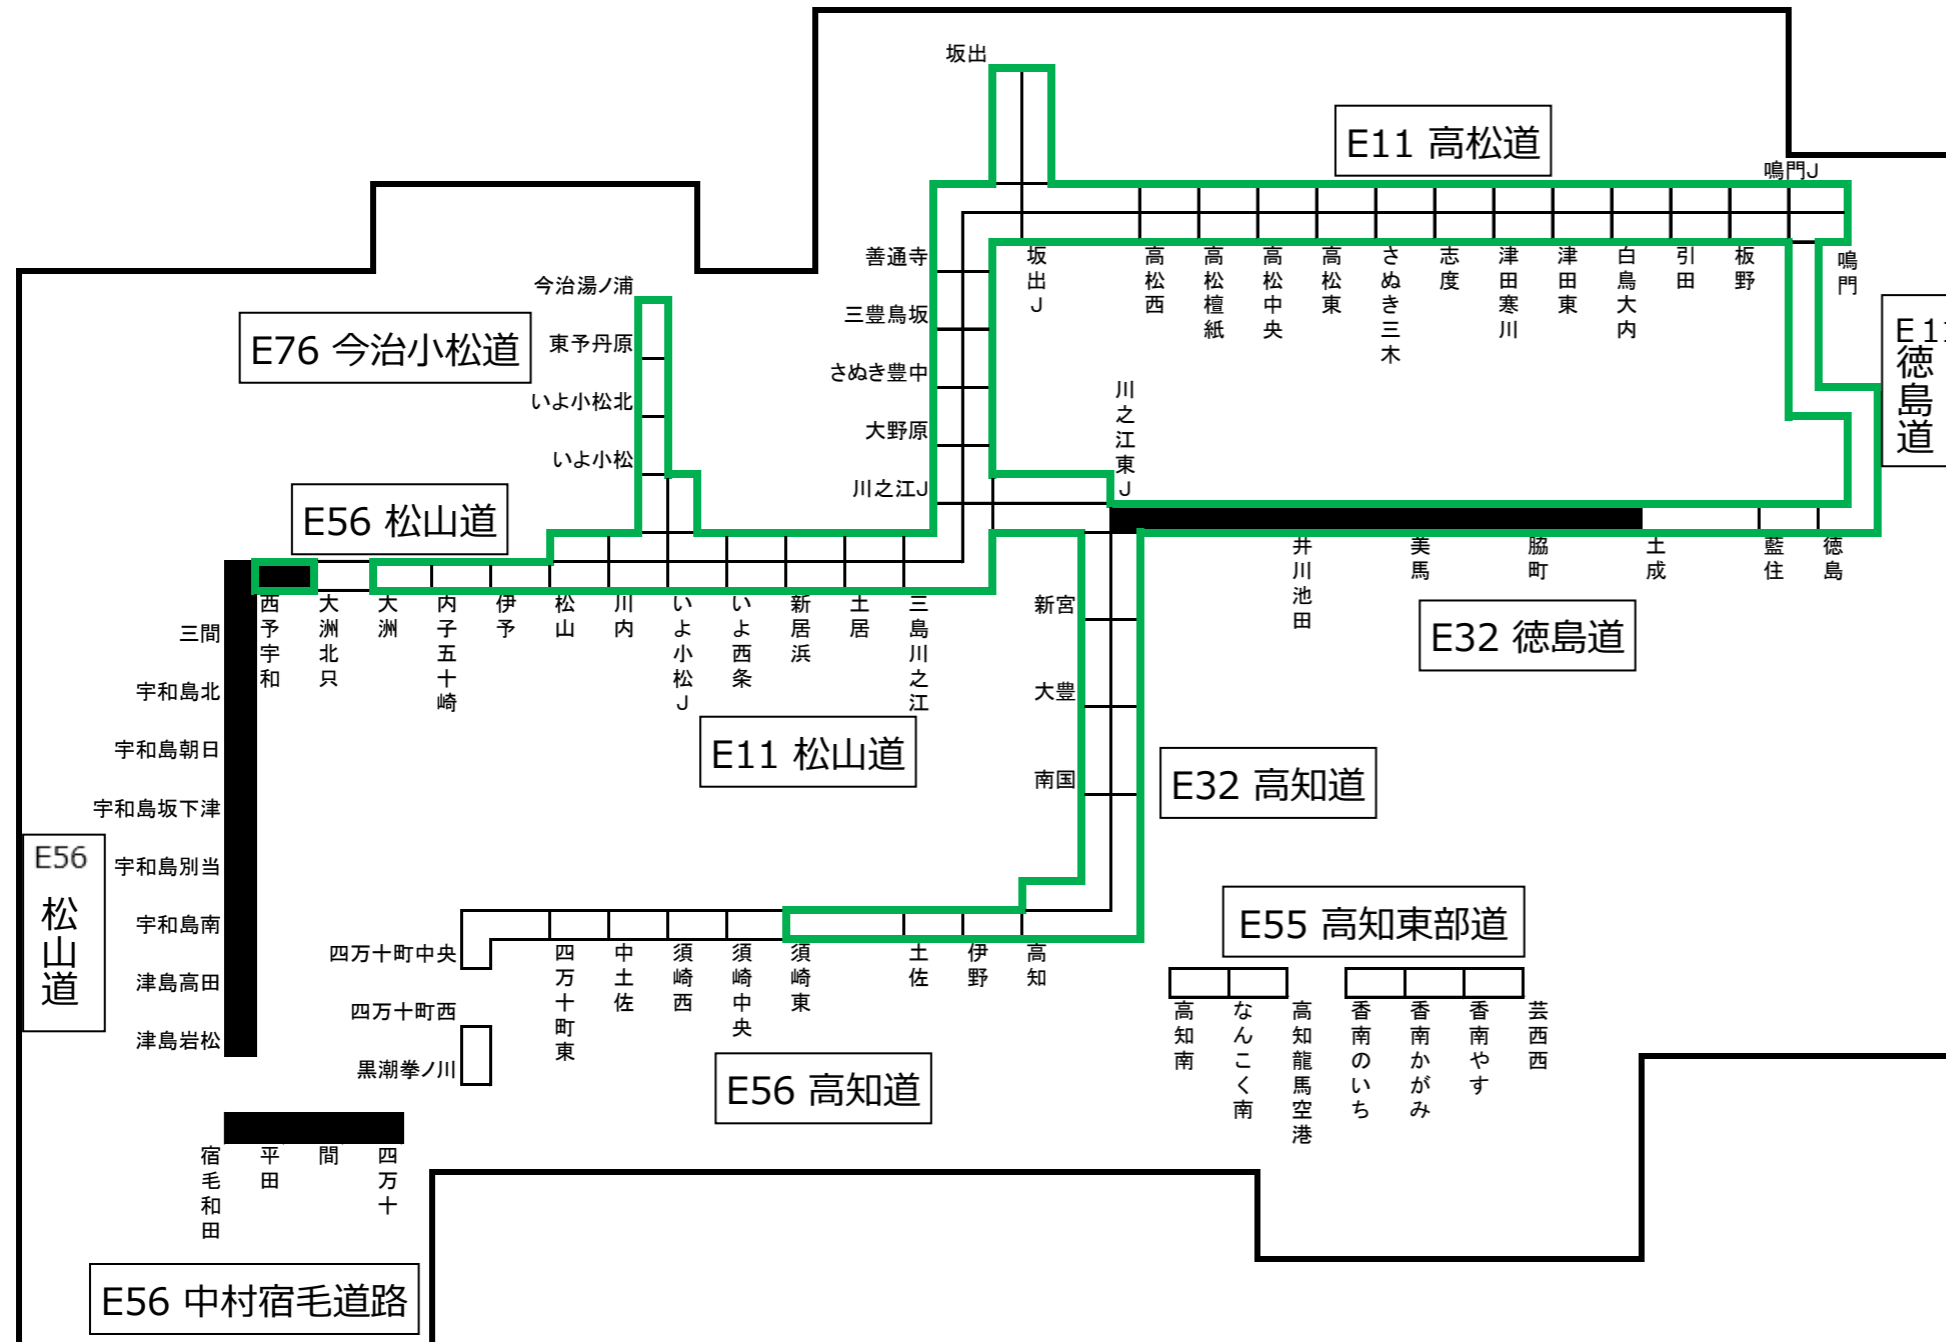 坂出
E11 高松道
鳴門J
善通寺
三豊鳥坂
さぬき豊中
大野原
川之江J
坂出J
高松西
高松檀紙
高松中央
高松東
さぬき三木
志度
津田寒川
津田東
白鳥大内
引田
板野
鳴門
E11
徳島道
今治湯ノ浦
東予丹原
いよ小松北
いよ小松
E76 今治小松道
川之江東J
E56 松山道
西予宇和
大洲北只
大洲
内子五十崎
伊予
松山
川内
いよ小松J
いよ西条
新居浜
土居
三島川之江
井川池田
美馬
脇町
土成
藍住
徳島
E32 徳島道
三間
宇和島北
宇和島朝日
宇和島坂下津
宇和島別当
宇和島南
津島高田
津島岩松
E56
松山道
E11 松山道
新宮
大豊
南国
E32 高知道
四万十町中央
四万十町西
黒潮拳ノ川
四万十町東
中土佐
須崎西
須崎中央
須崎東
土佐
伊野
高知
E56 高知道
E55 高知東部道
高知南
なんこく南
高知龍馬空港
香南のいち
香南かがみ
香南やす
芸西西
宿毛和田
平田
間
四万十
E56 中村宿毛道路